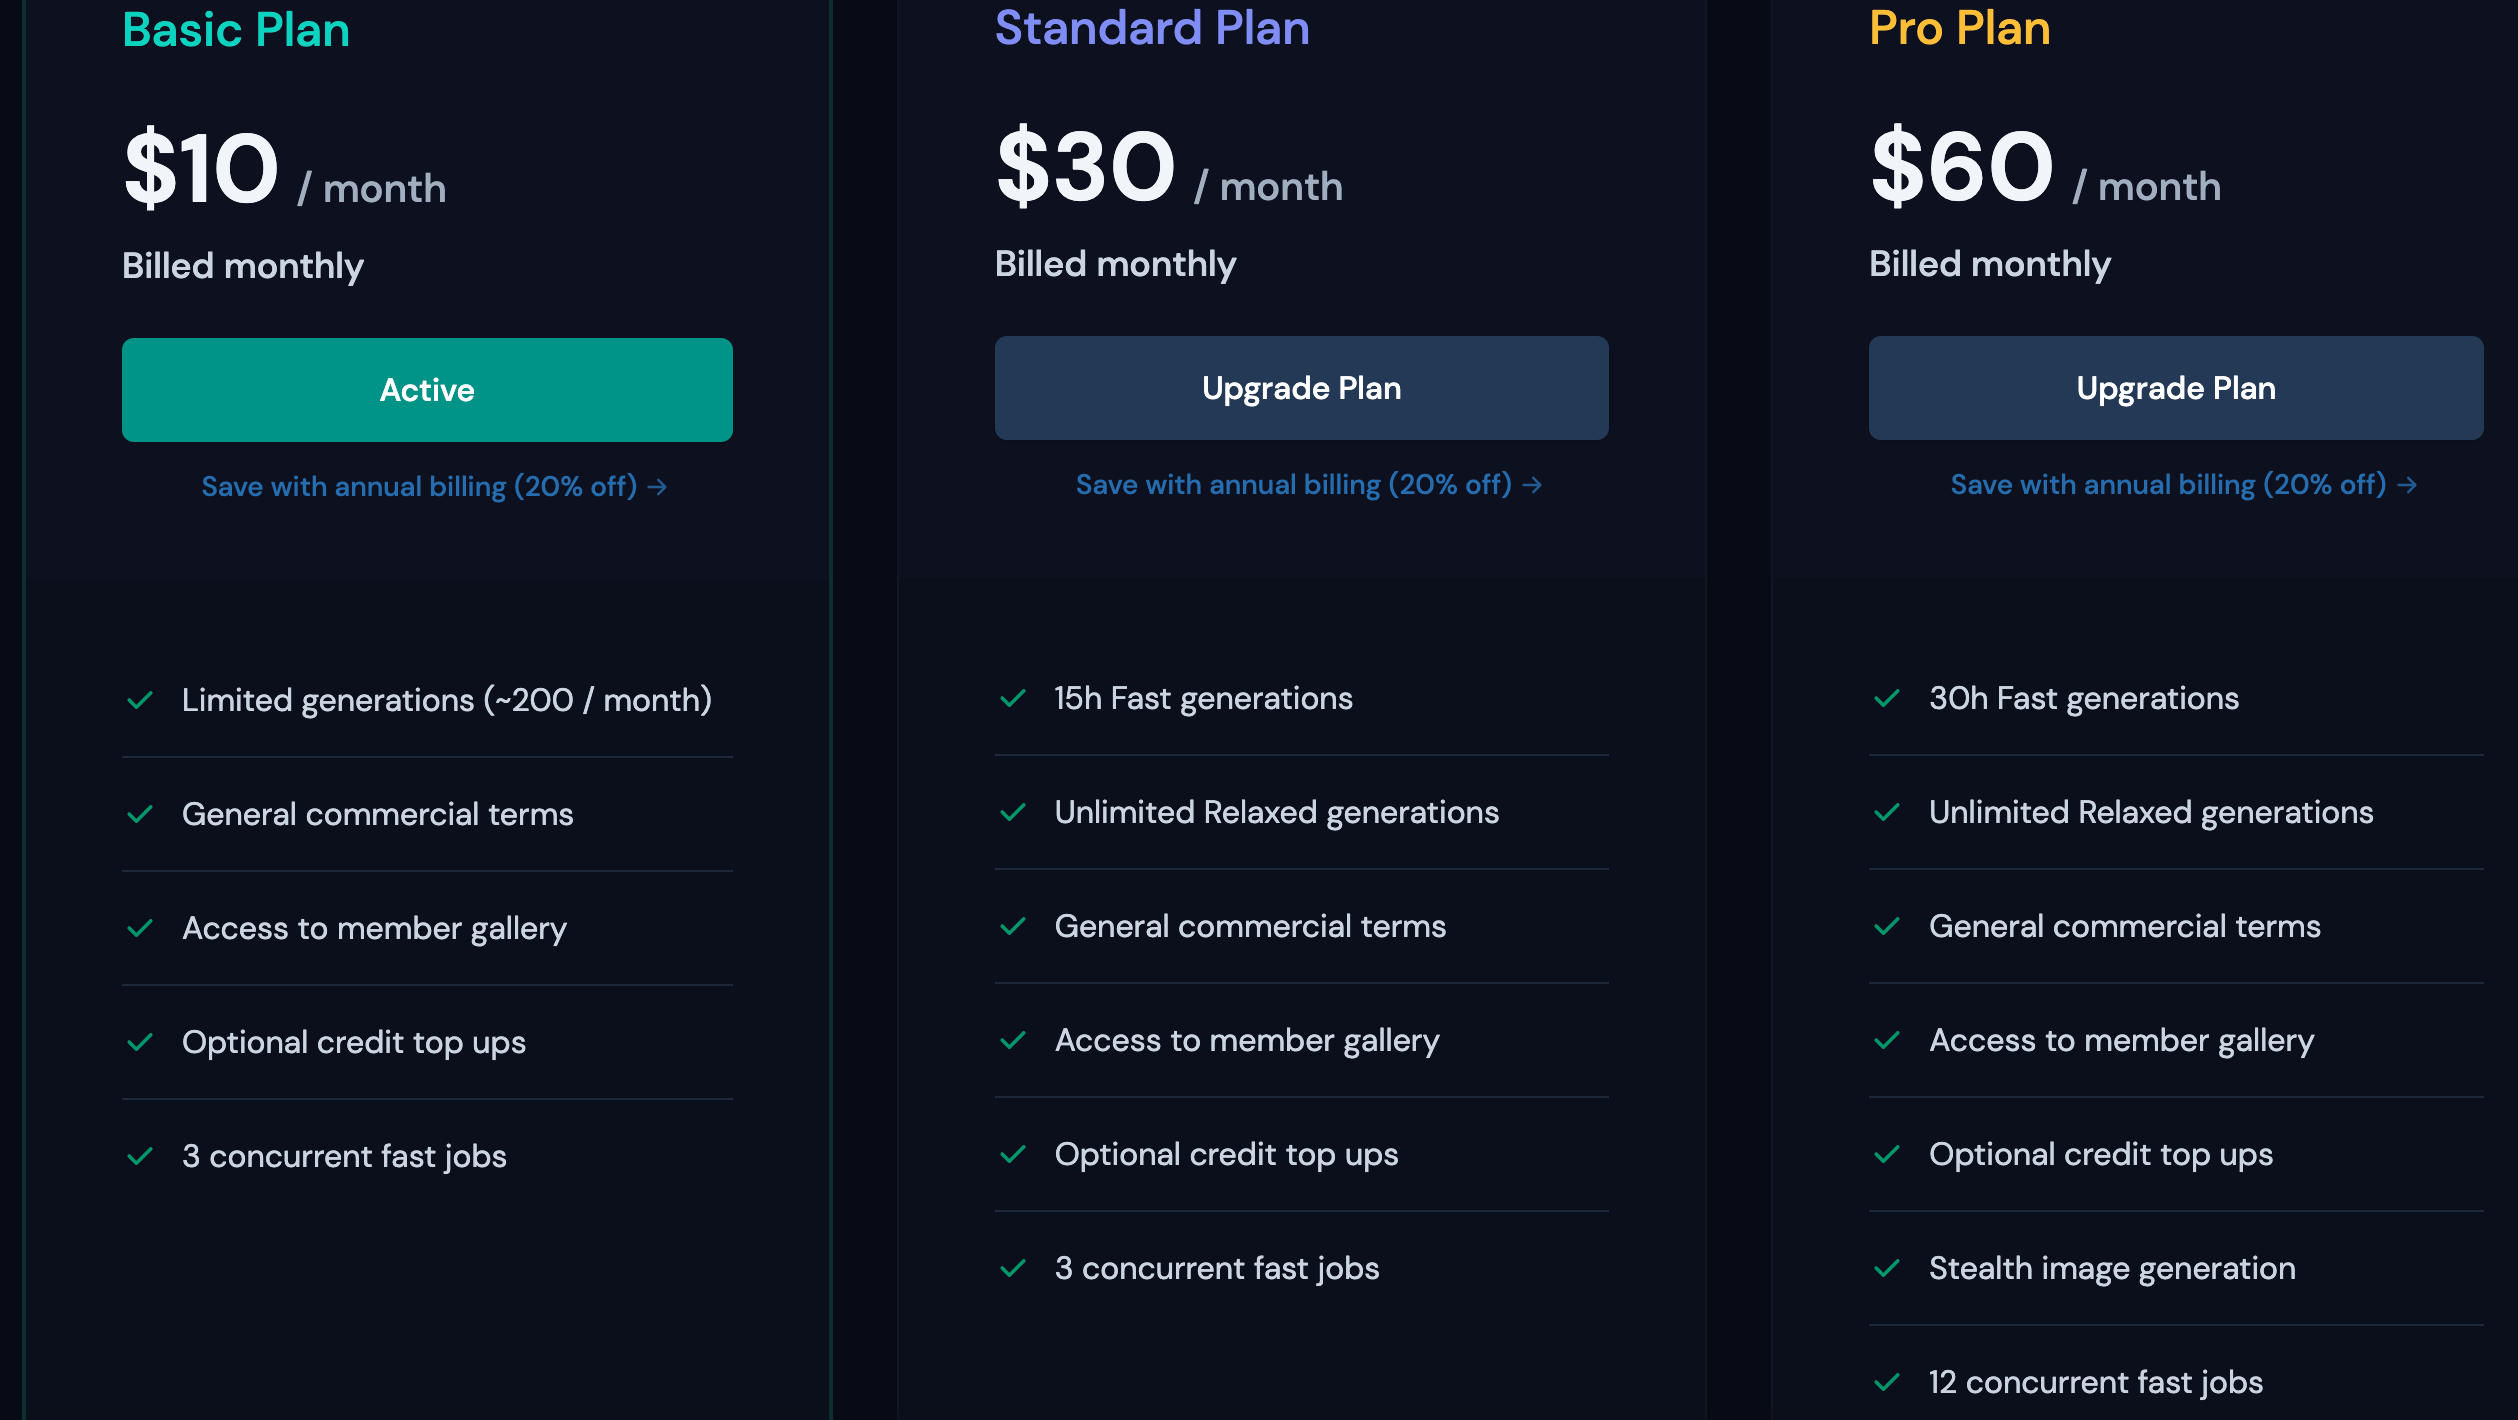 Basic Plan
$10 / month
Billed monthly
Active
Save with annual billing (20% off) →
Limited generations (~200 / month)
General commercial terms
Access to member gallery
Optional credit top ups
3 concurrent fast jobs
Standard Plan
$30 / month
Billed monthly
Upgrade Plan
Save with annual billing (20% off) →
15h Fast generations
Unlimited Relaxed generations
General commercial terms
Access to member gallery
Optional credit top ups
3 concurrent fast jobs
Pro Plan
$60 / month
Billed monthly
Upgrade Plan
Save with annual billing (20% off) →
30h Fast generations
Unlimited Relaxed generations
General commercial terms
Access to member gallery
Optional credit top ups
Stealth image generation
12 concurrent fast jobs